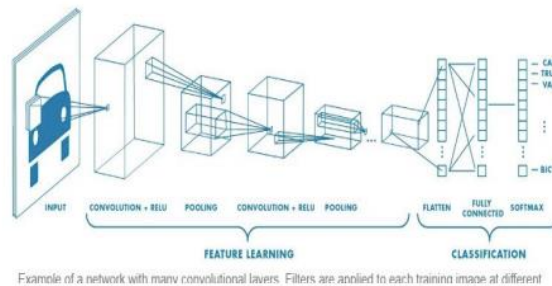 INPUT CONVOLUTION + RELU POOLING CONVOLUTION + RELU POOLING FLATTEN FULLY CONNECTED SOFTMAX
FEATURE LEARNING CLASSIFICATION
Example of a network with many convolutional layers. Filters are applied to each training image at different